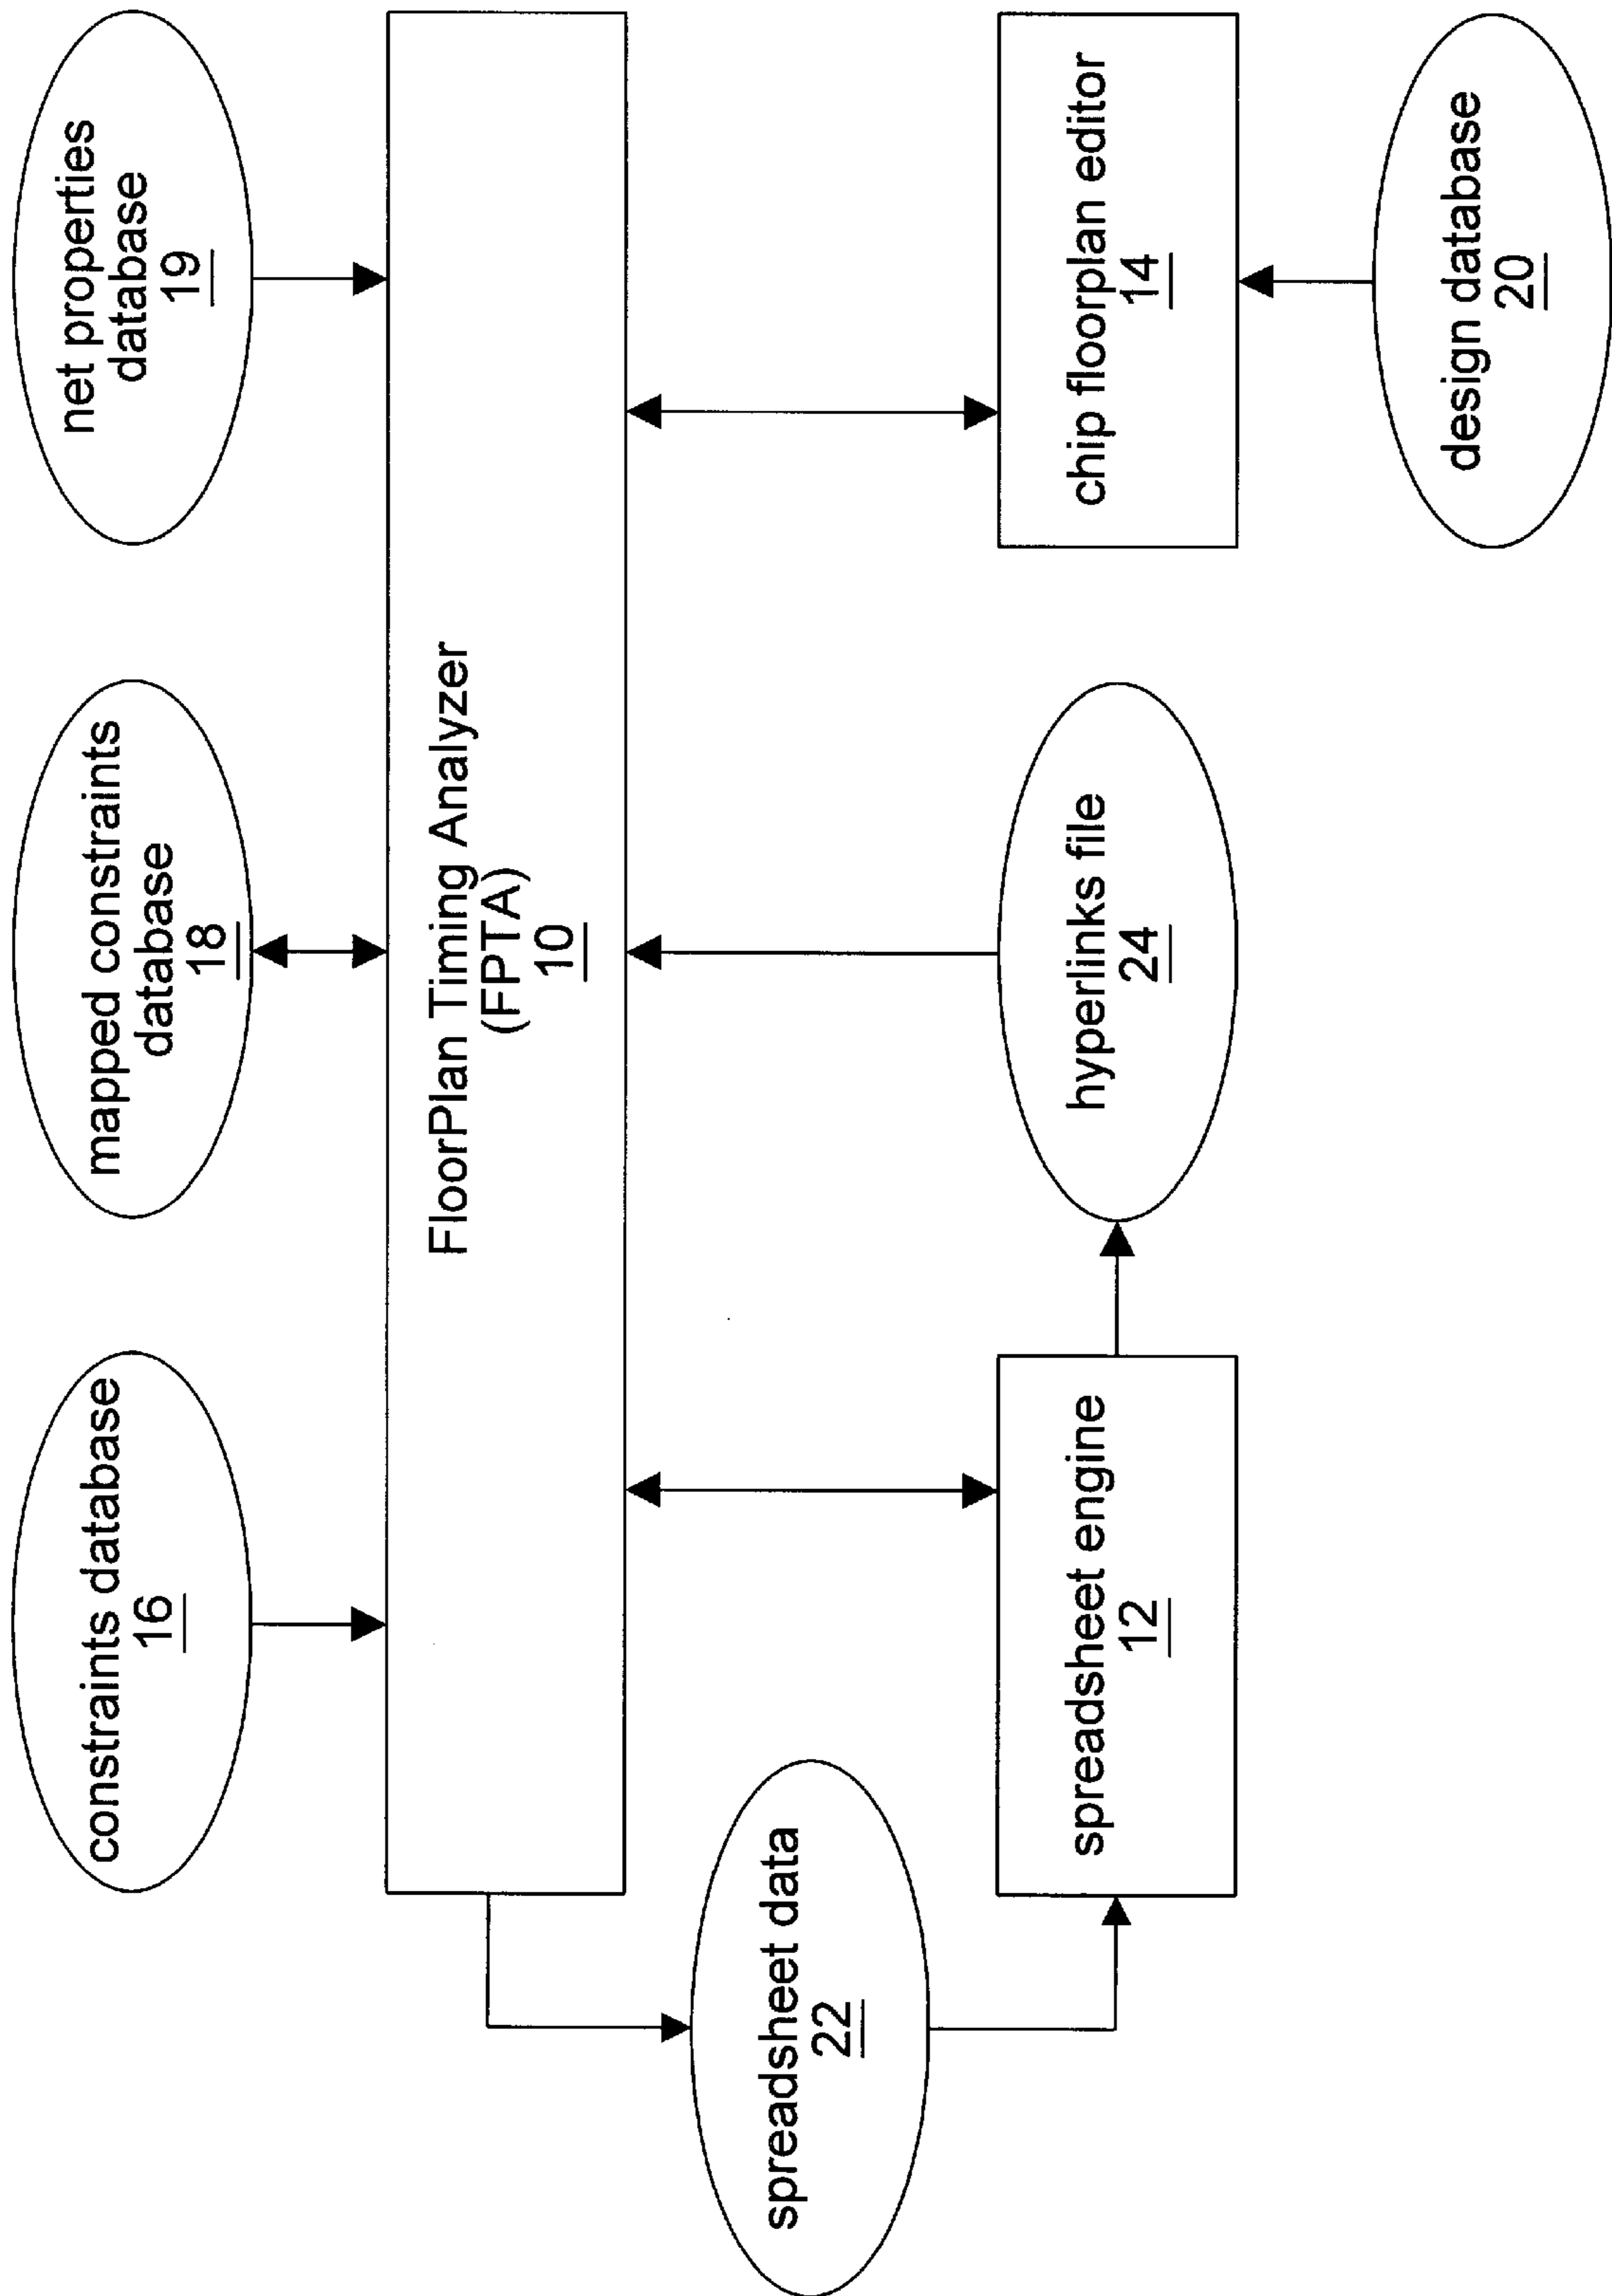 constraints database
16
mapped constraints
database
18
net properties
database
19
FloorPlan Timing Analyzer
(FPTA)
10
spreadsheet data
22
spreadsheet engine
12
hyperlinks file
24
chip floorplan editor
14
design database
20